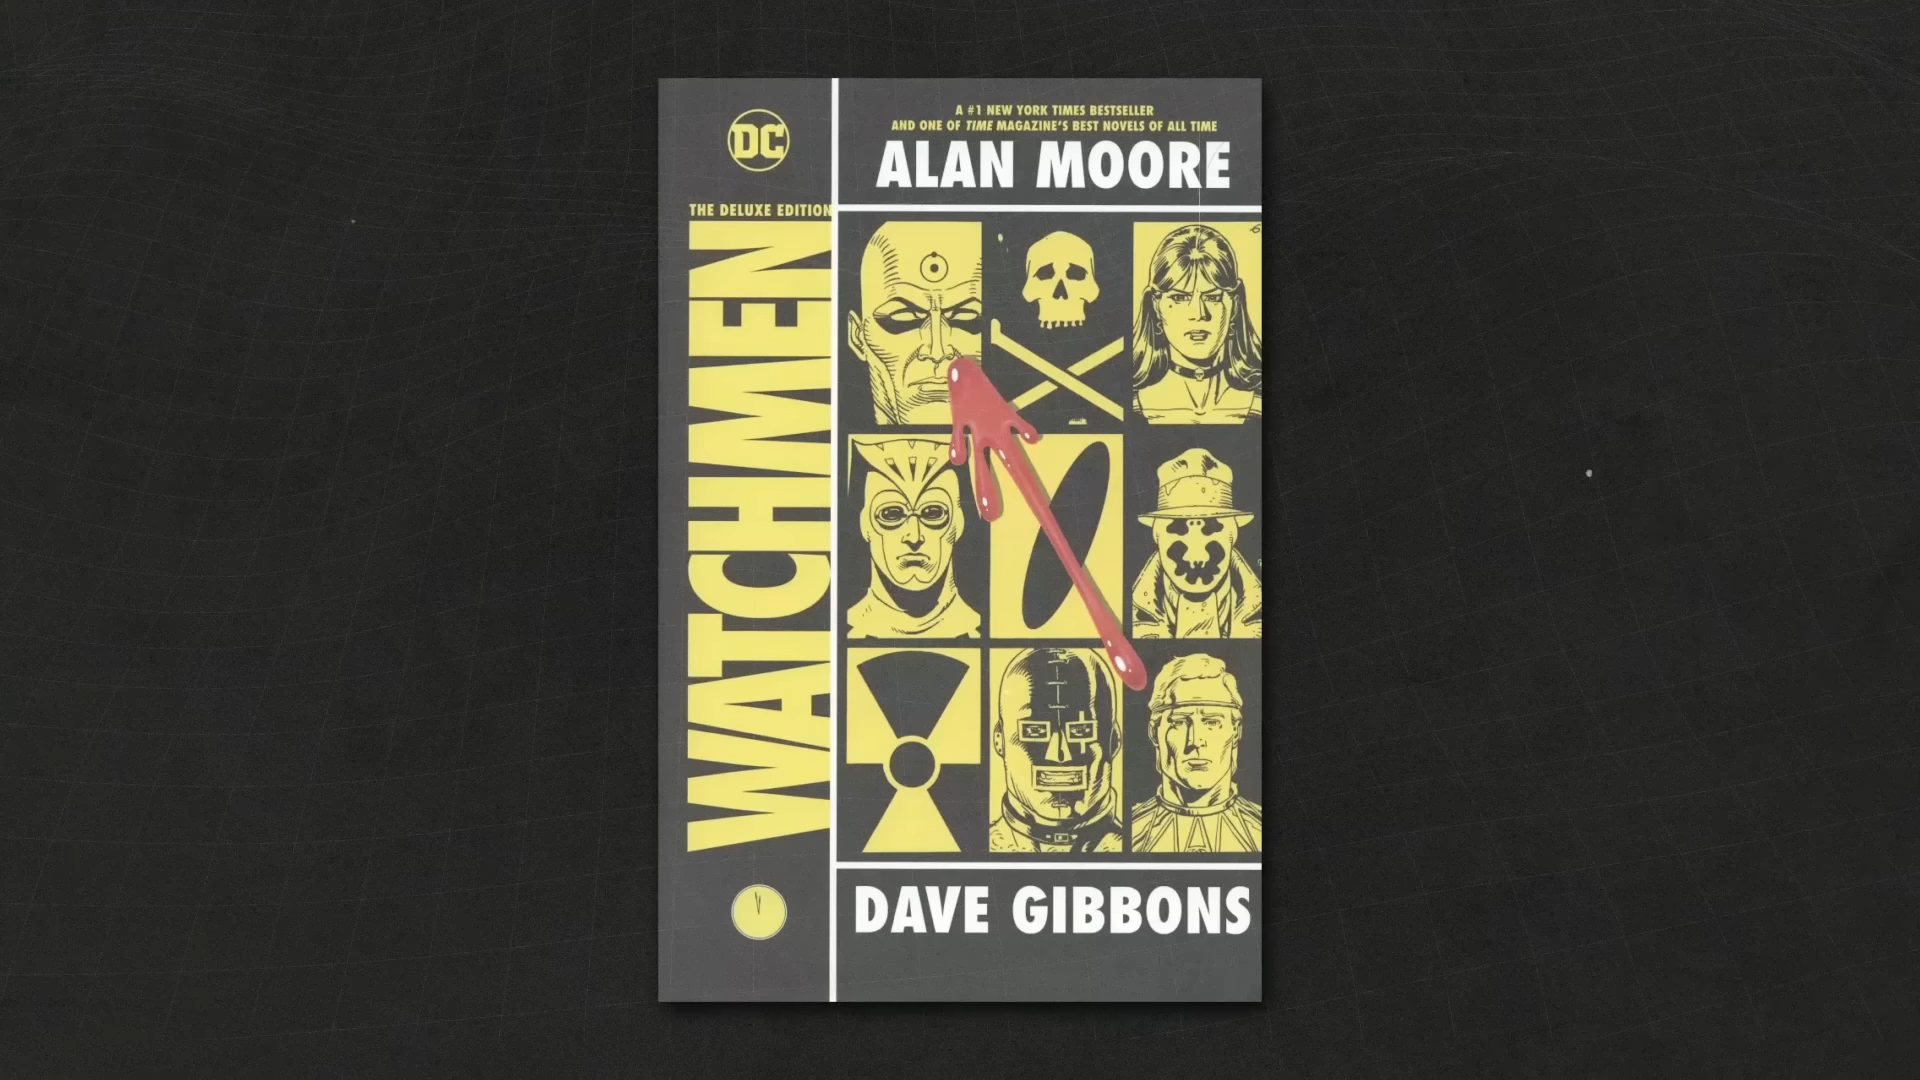 DC
THE DELUXE EDITION
WATCHMEN
A #1 NEW YORK TIMES BESTSELLER
AND ONE OF TIME MAGAZINE'S BEST NOVELS OF ALL TIME
ALAN MOORE
DAVE GIBBONS